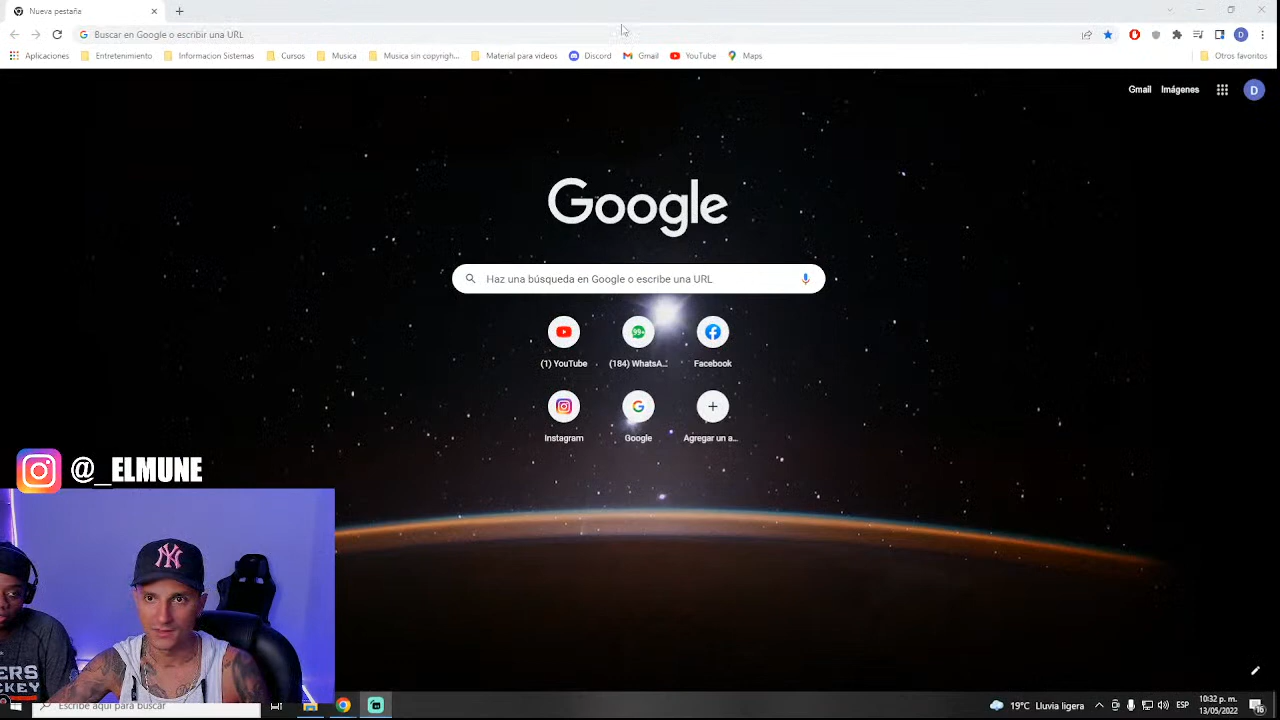 Nueva pestaña
Buscar en Google o escribir una URL
Aplicaciones Entretenimiento Informacion Sistemas Cursos Musica Musica sin copyrigh... Material para videos Discord Gmail YouTube Maps Otros favoritos
Gmail Imágenes D
Google
Haz una búsqueda en Google o escribe una URL
99+
(1) YouTube (184) WhatsA... Facebook
Instagram Google Agregar un a...
@_ELMUNE
NY
Escribe aquí para buscar
19°C Lluvia ligera ESP 10:32 p. m.
13/05/2022